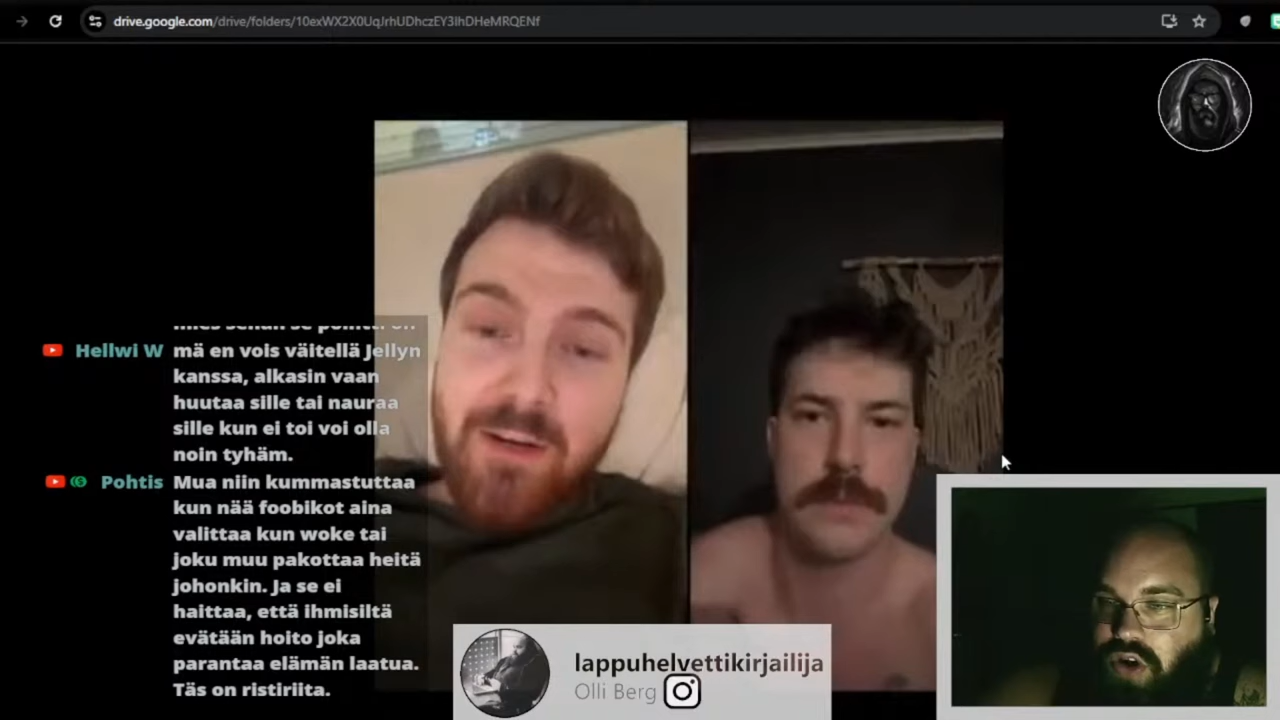 drive.google.com/drive/folders/10exWX2X0UqJrhUDhczEY3IhDHeMRQENf
Hellwi W mä en vois väitellä Jellyn
kanssa, alkasin vaan
huutaa sille tai nauraa
sille kun ei toi voi olla
noin tyhäm.
Pohtis Mua niin kummastuttaa
kun nää foobikot aina
valittaa kun woke tai
joku muu pakottaa heitä
johonkin. Ja se ei
haittaa, että ihmisiltä
evätään hoito joka
parantaa elämän laatua.
Täs on ristiriita.
lappuhelvettikirjailija
Olli Berg